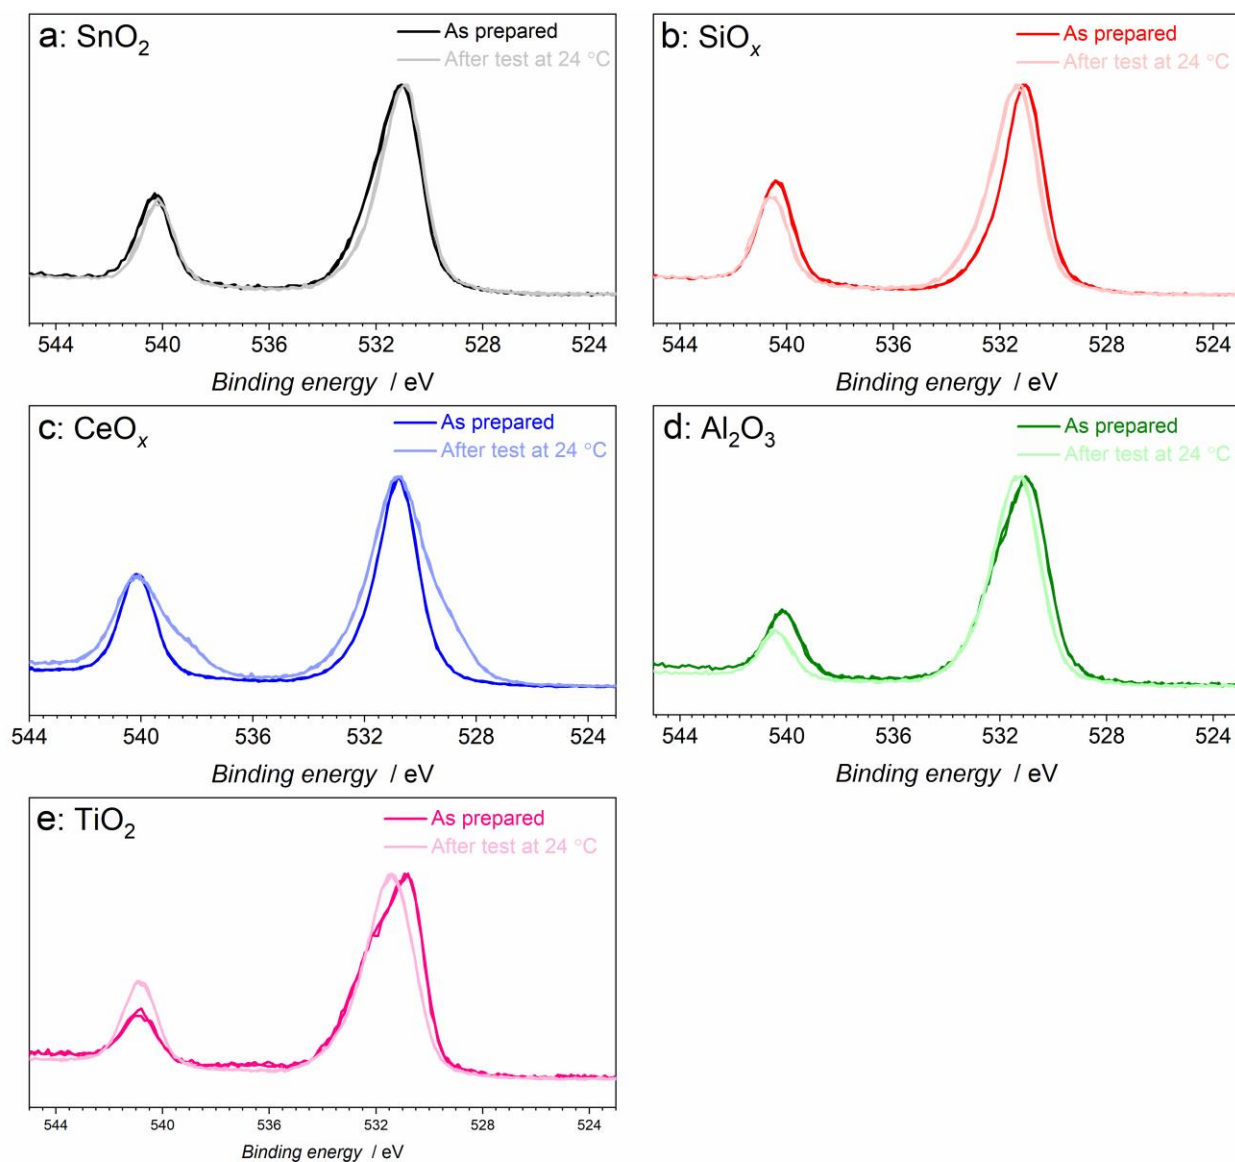 a: SnO₂
As prepared
After test at 24 °C
544 540 536 532 528 524
Binding energy / eV
b: SiOₓ
As prepared
After test at 24 °C
544 540 536 532 528 524
Binding energy / eV
c: CeOₓ
As prepared
After test at 24 °C
544 540 536 532 528 524
Binding energy / eV
d: Al₂O₃
As prepared
After test at 24 °C
544 540 536 532 528 524
Binding energy / eV
e: TiO₂
As prepared
After test at 24 °C
544 540 536 532 528 524
Binding energy / eV